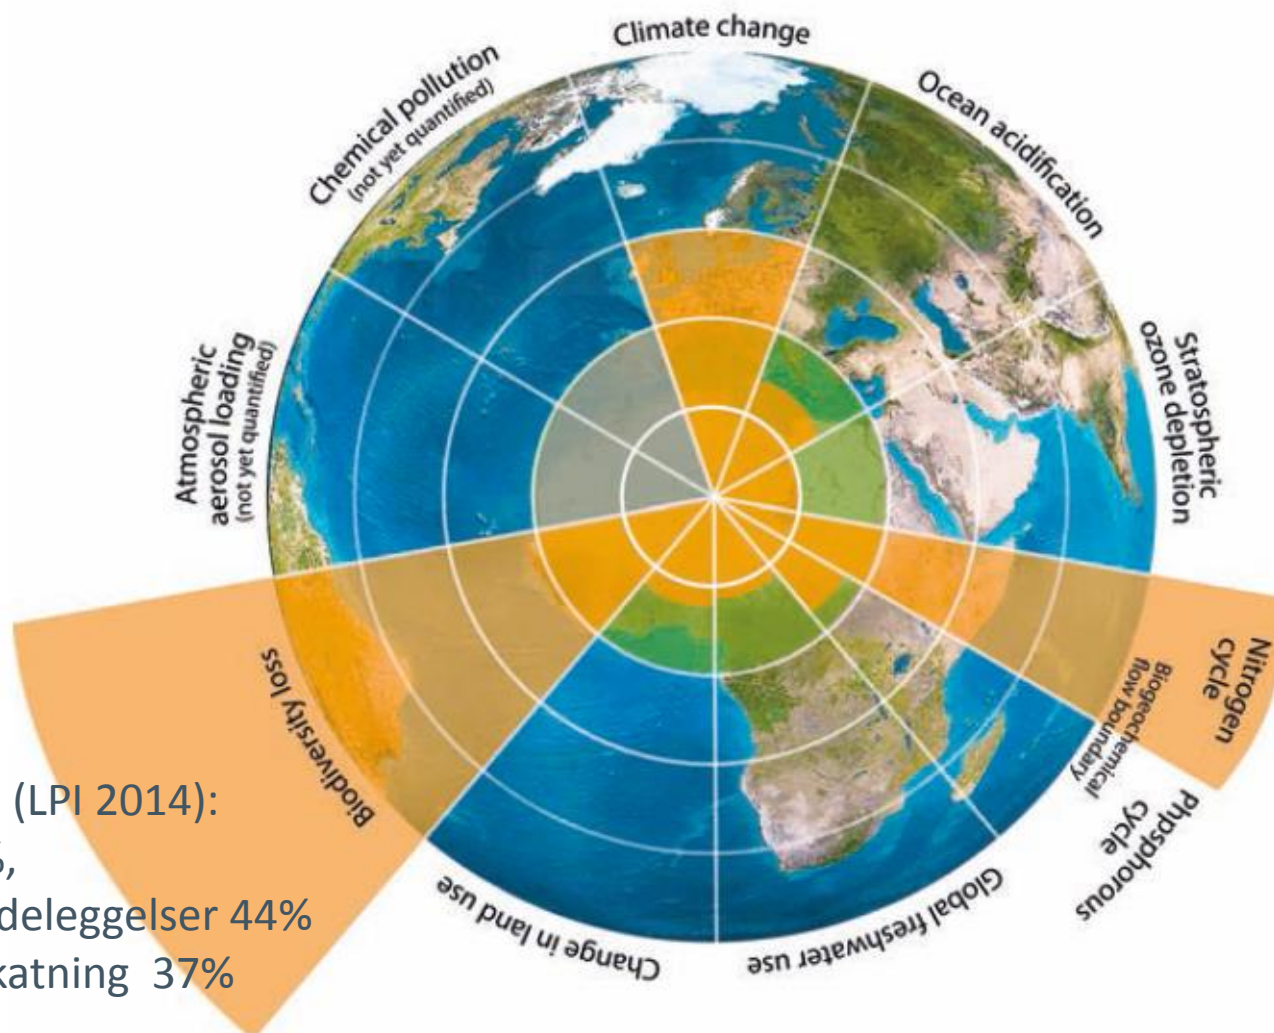 Climate change
Ocean acidification
Stratospheric
ozone depletion
Nitrogen
cycle
Biogeochemical
flow boundary
Phpsphorous
cycle
Global freshwater use
Change in land use
Biodiversity loss
Atmospheric
aerosol loading
(not yet quantified)
Chemical pollution
(not yet quantified)
(LPI 2014):
%,
deleggelser 44%
katning 37%